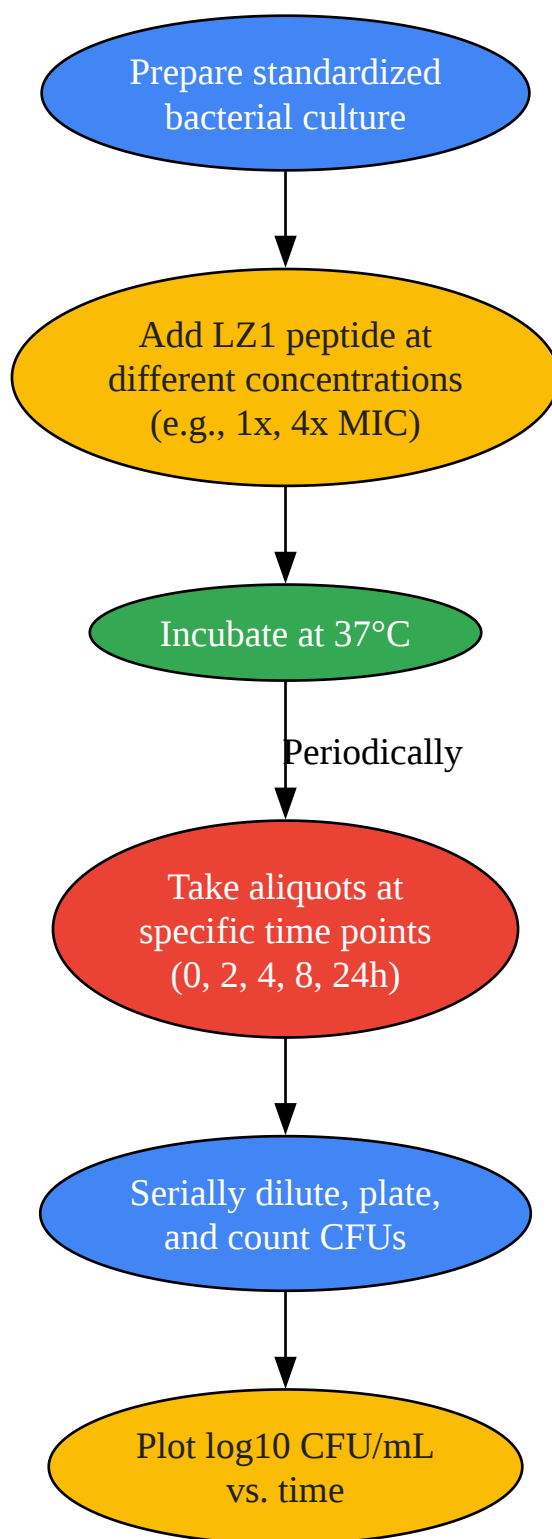 Prepare standardized
bacterial culture
Add LZ1 peptide at
different concentrations
(e.g., 1x, 4x MIC)
Incubate at 37°C
Periodically
Take aliquots at
specific time points
(0, 2, 4, 8, 24h)
Serially dilute, plate,
and count CFUs
Plot log10 CFU/mL
vs. time